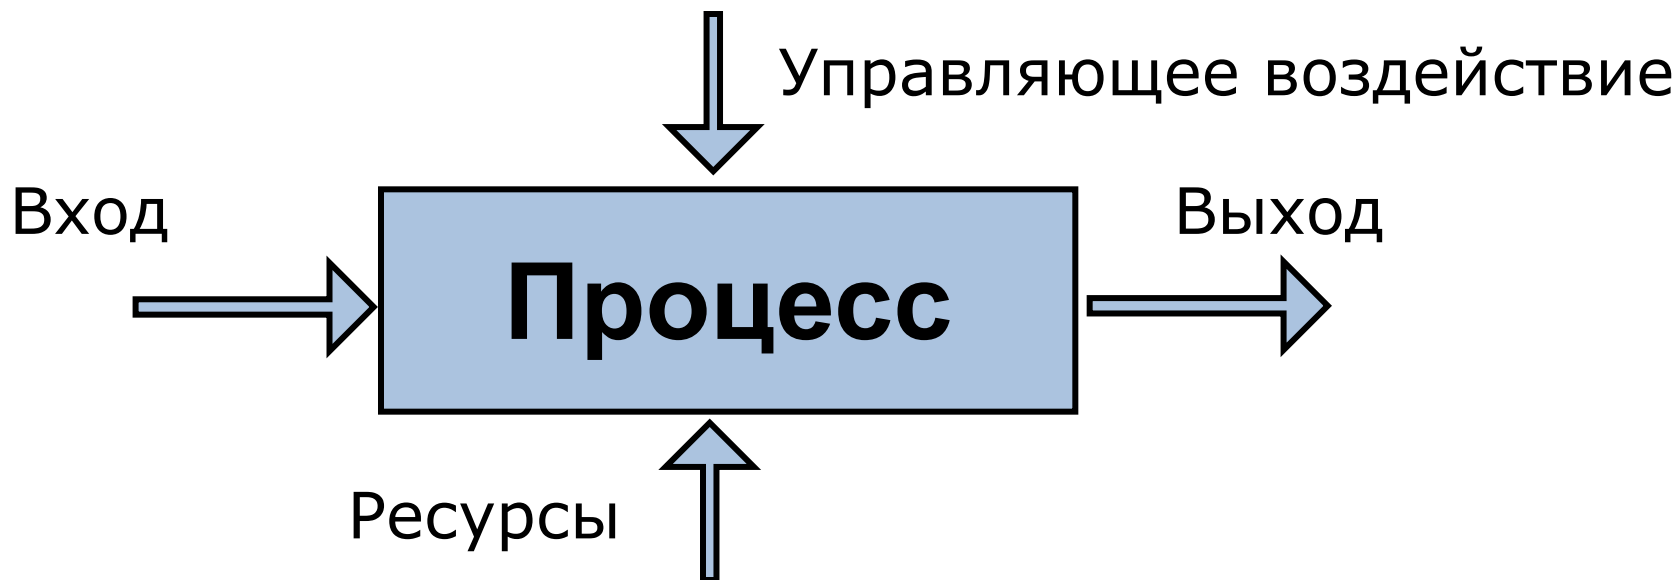 Управляющее воздействие
Вход
Выход
Процесс
Ресурсы